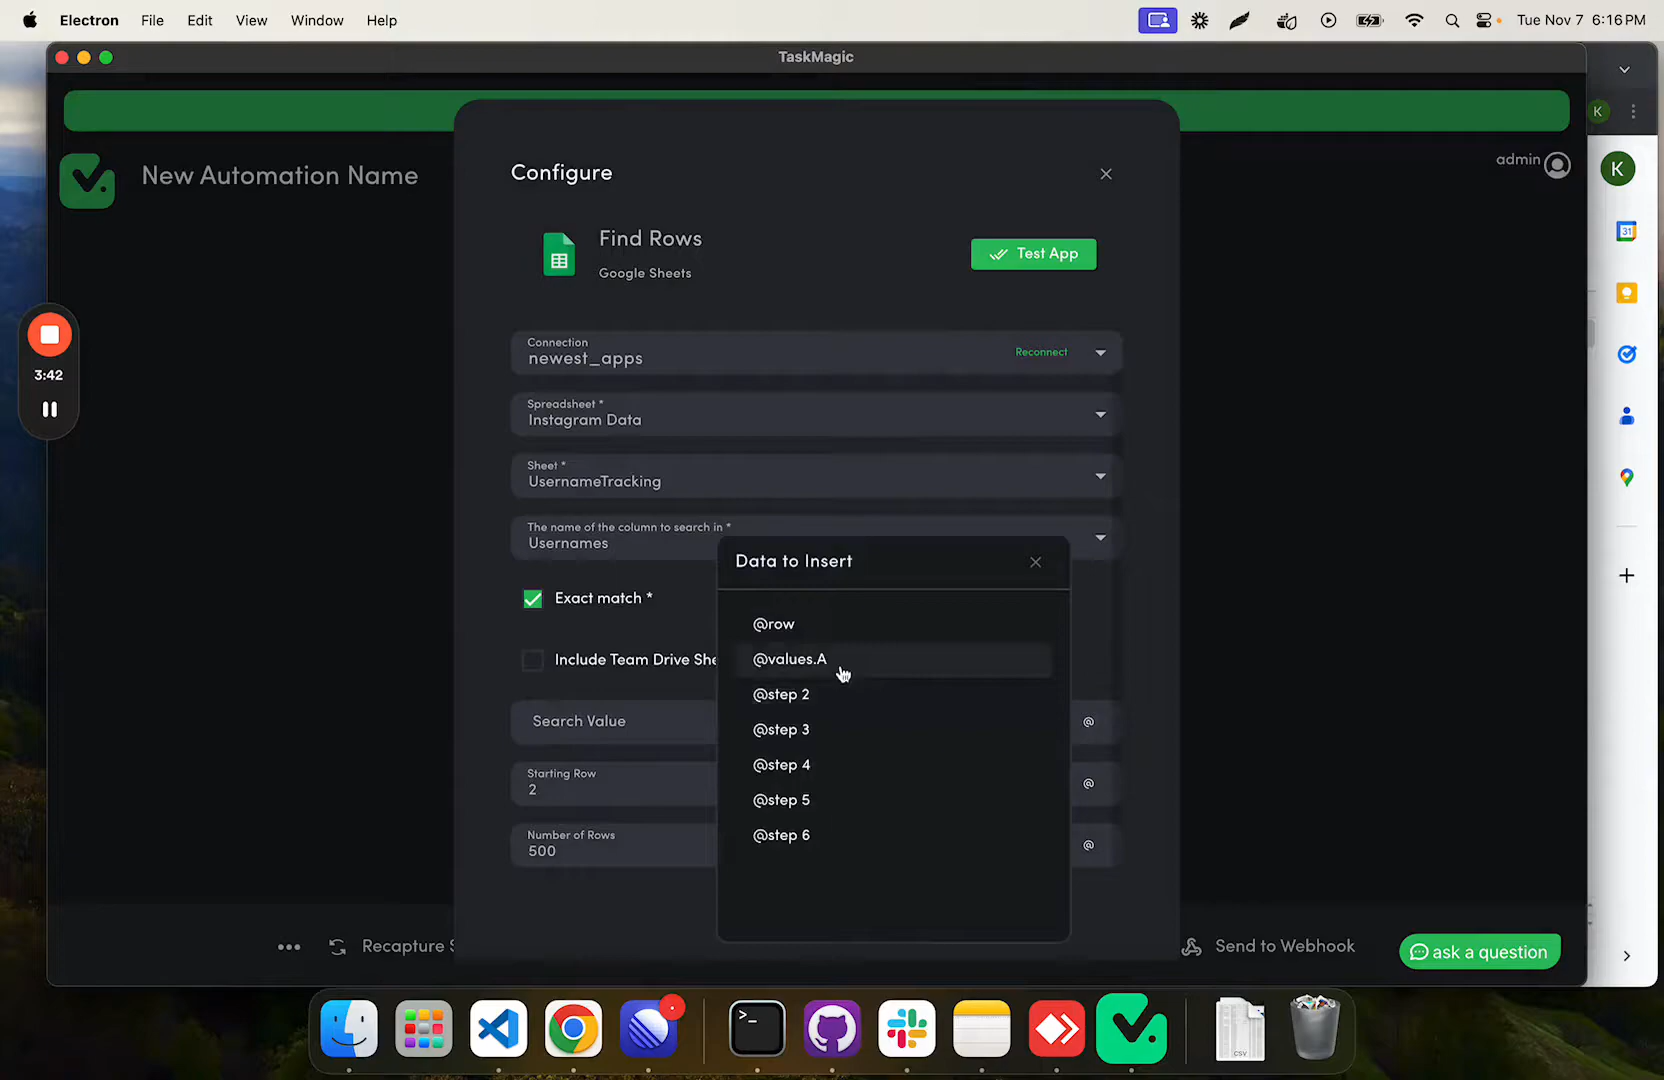 Electron File Edit View Window Help Tue Nov 7 6:16 PM
TaskMagic
K
New Automation Name
admin
K
31
Configure
Find Rows
Google Sheets
Test App
3:42
Connection
newest_apps
Reconnect
Spreadsheet *
Instagram Data
Sheet *
UsernameTracking
The name of the column to search in *
Usernames
Data to Insert
Exact match *
@row
Include Team Drive She
@values.A
@step 2
Search Value
@
@step 3
Starting Row
2
@
@step 4
@step 5
Number of Rows
500
@
@step 6
Recapture S
Send to Webhook
ask a question
>_
CSV